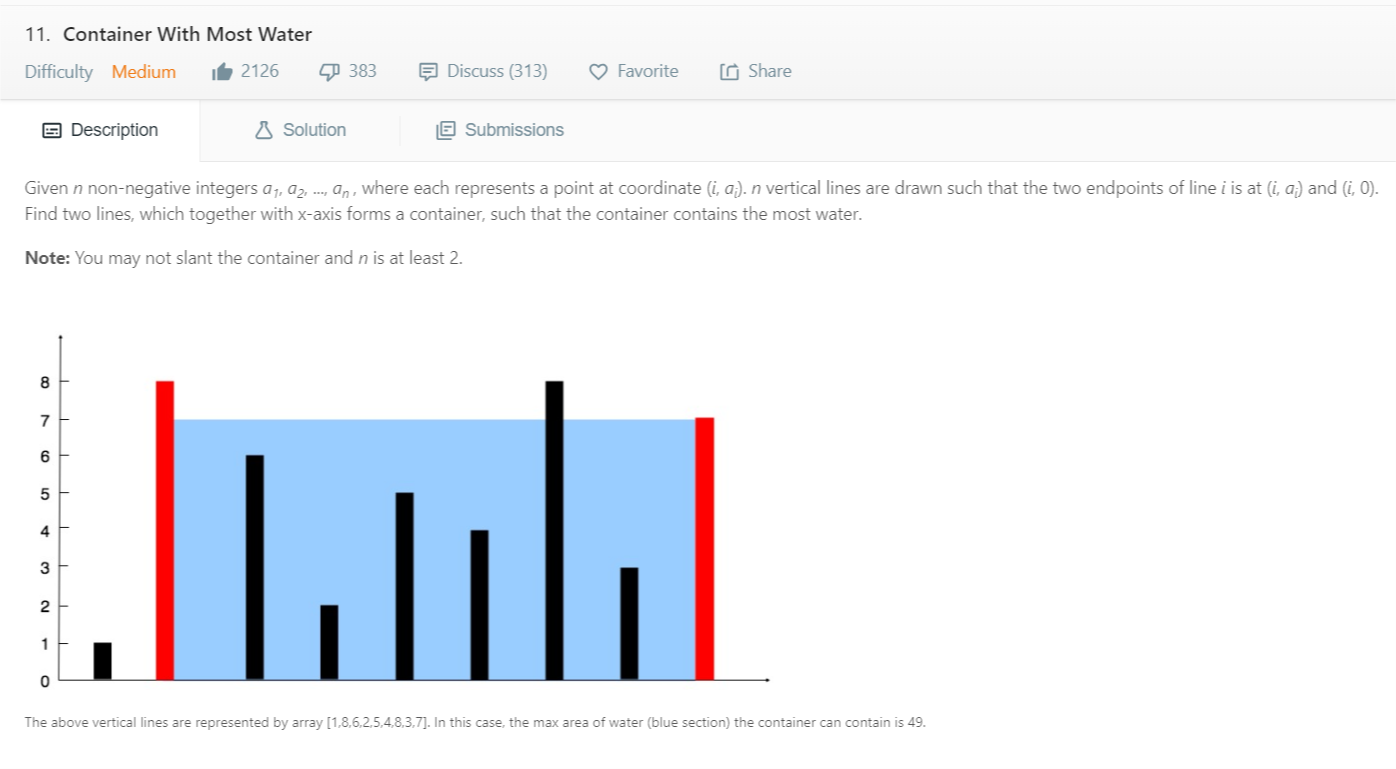 11. Container With Most Water
Difficulty Medium 2126 383 Discuss (313) Favorite Share
Description Solution Submissions
Given n non-negative integers a1, a2, ..., an , where each represents a point at coordinate (i, ai). n vertical lines are drawn such that the two endpoints of line i is at (i, ai) and (i, 0).
Find two lines, which together with x-axis forms a container, such that the container contains the most water.
Note: You may not slant the container and n is at least 2.
8
7
6
5
4
3
2
1
0
The above vertical lines are represented by array [1,8,6,2,5,4,8,3,7]. In this case, the max area of water (blue section) the container can contain is 49.